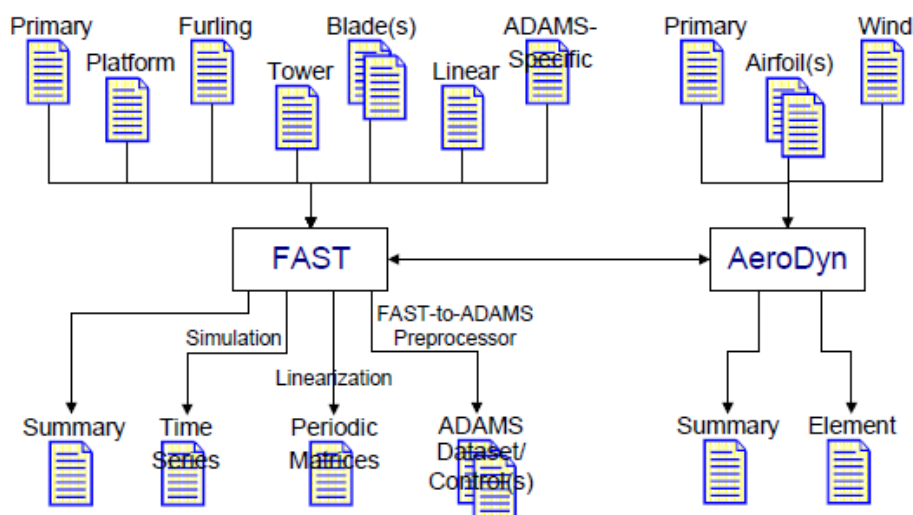 Primary
Furling
Blade(s)
ADAMS-
Specific
Primary
Wind
Platform
Tower
Linear
Airfoil(s)
FAST
AeroDyn
Simulation
FAST-to-ADAMS
Preprocessor
Linearization
Summary
Time
Series
Periodic
Matrices
ADAMS
Dataset/
Control(s)
Summary
Element